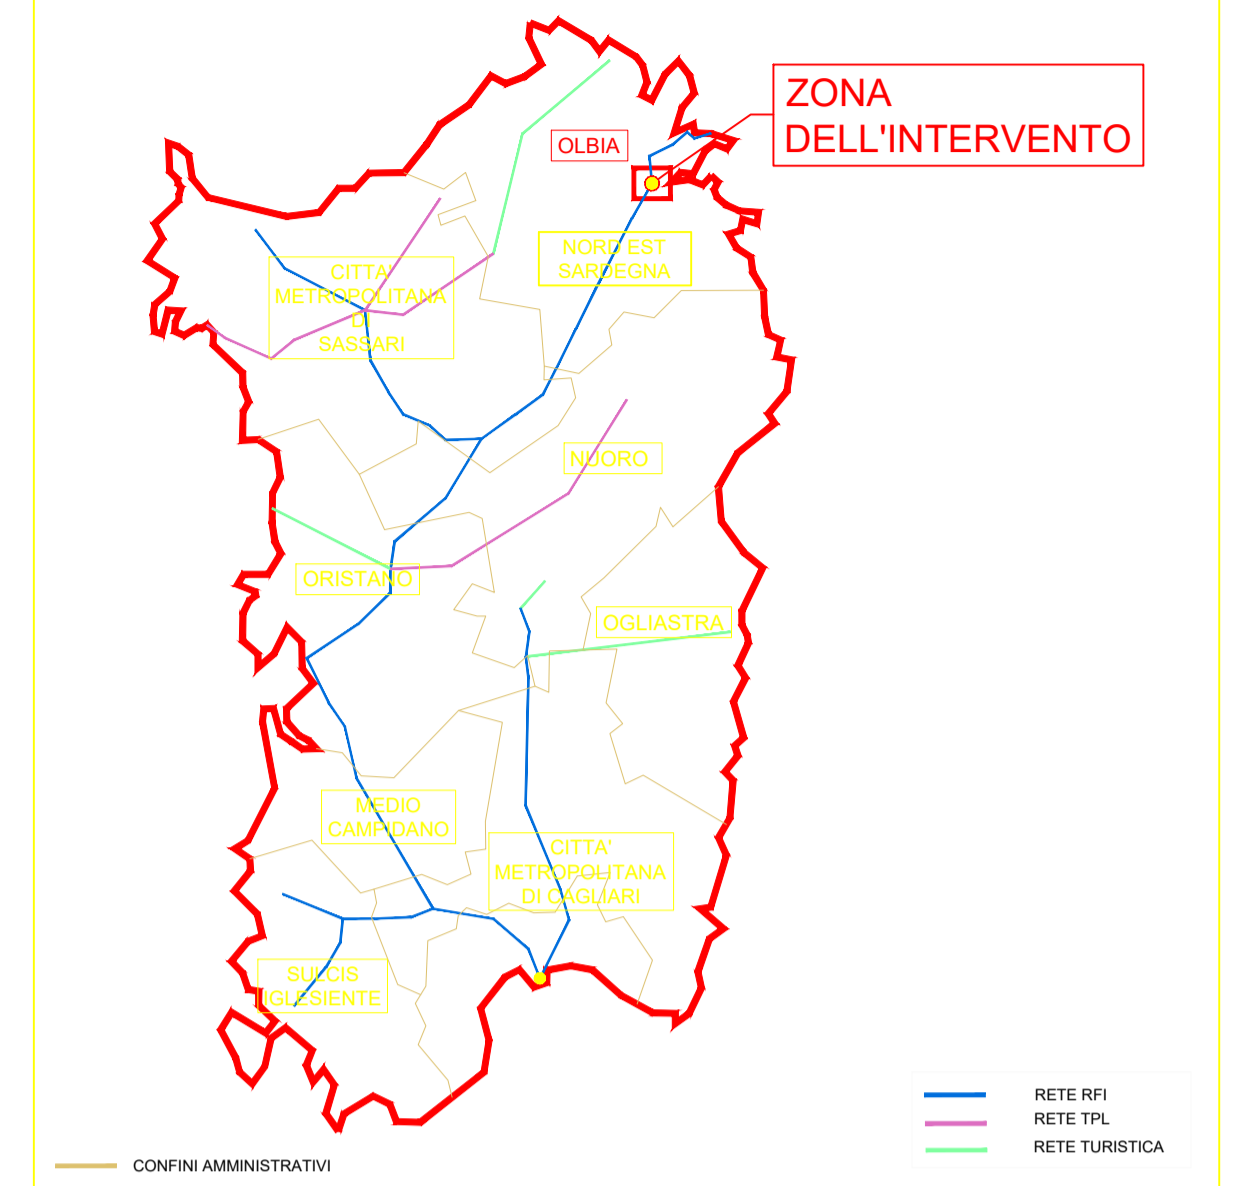 ZONA
DELL'INTERVENTO
OLBIA
NORD EST
SARDEGNA
CITTA'
METROPOLITANA
DI
SASSARI
NUORO
ORISTANO
OGLIASTRA
MEDIO
CAMPIDANO
CITTA'
METROPOLITANA
DI CAGLIARI
SULCIS
IGLESIENTE
RETE RFI
RETE TPL
RETE TURISTICA
CONFINI AMMINISTRATIVI